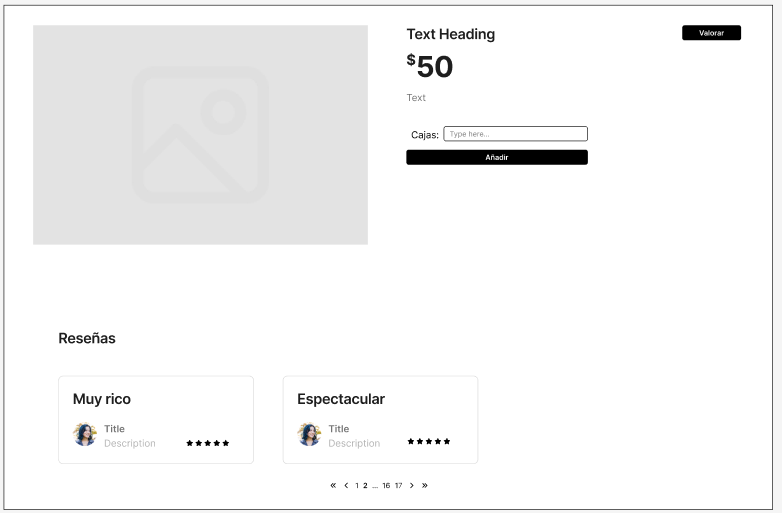 Text Heading
Valorar
$50
Text
Cajas: Type here...
Añadir
Reseñas
Muy rico
Title
Description
Espectacular
Title
Description
« ‹ 1 2 ... 16 17 › »